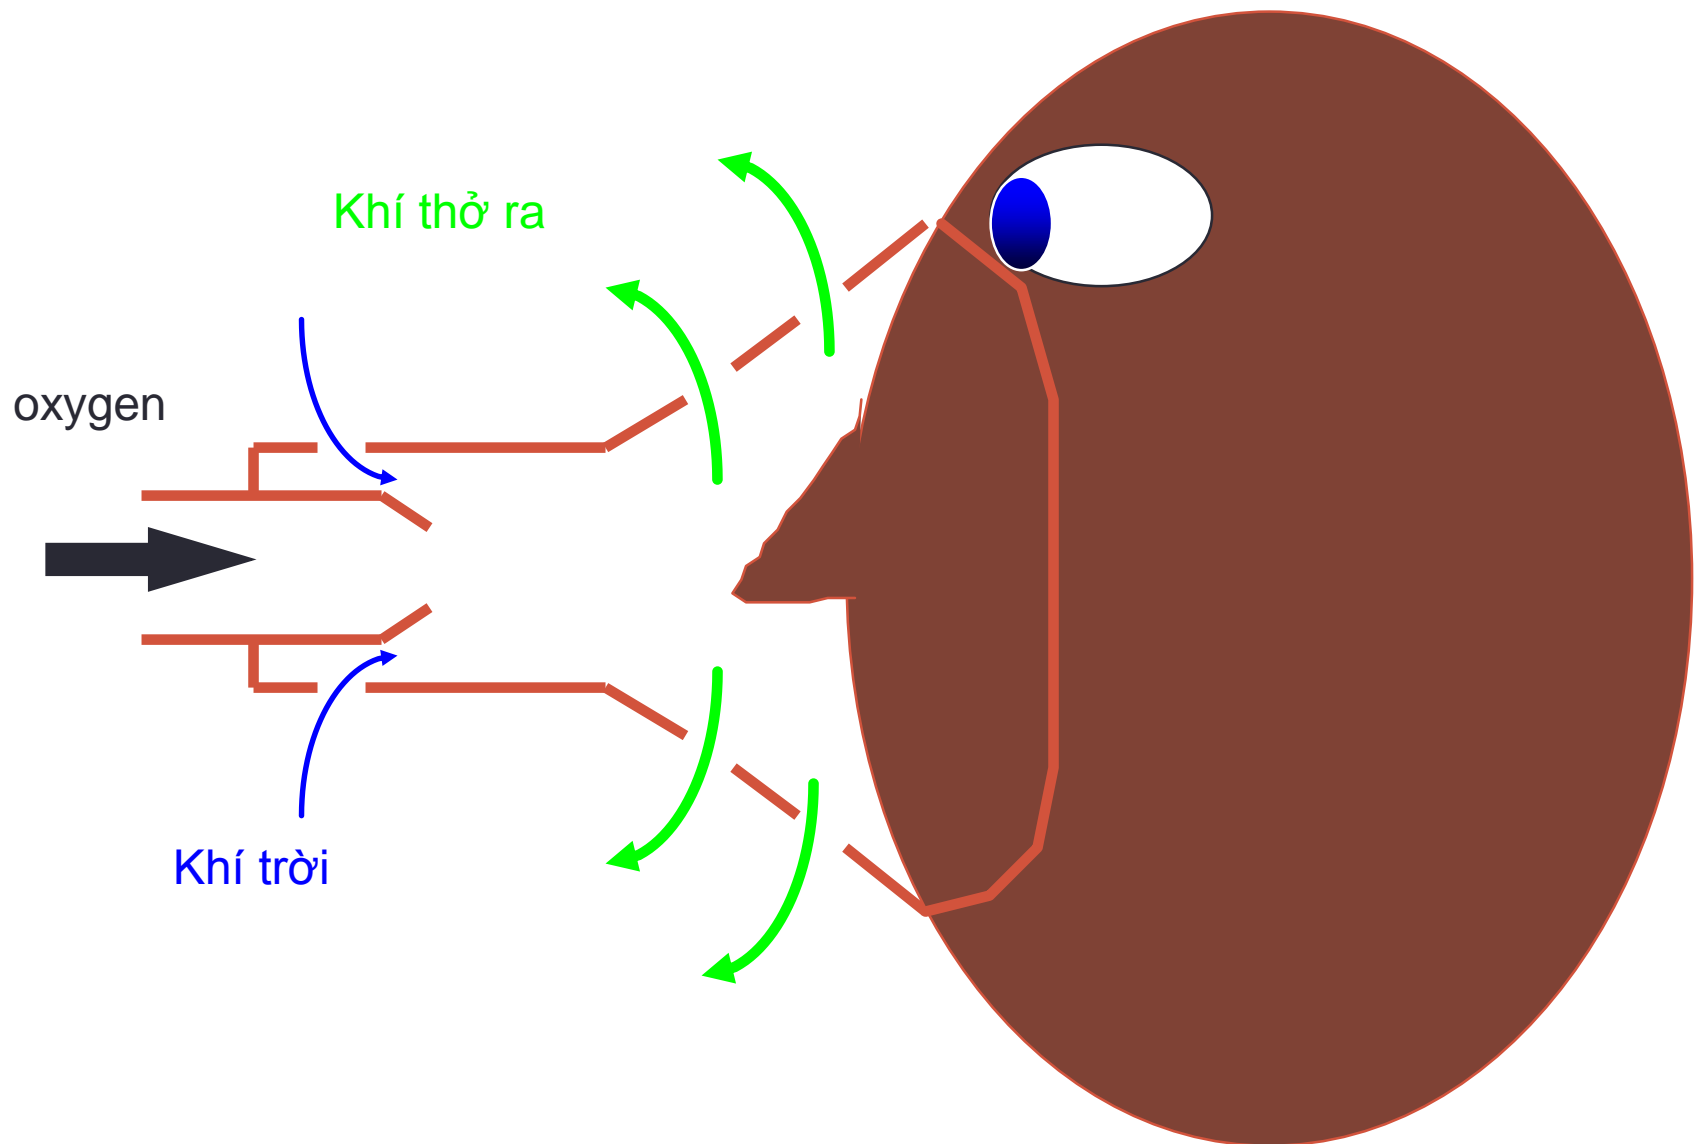 Khí thở ra
oxygen
Khí trời